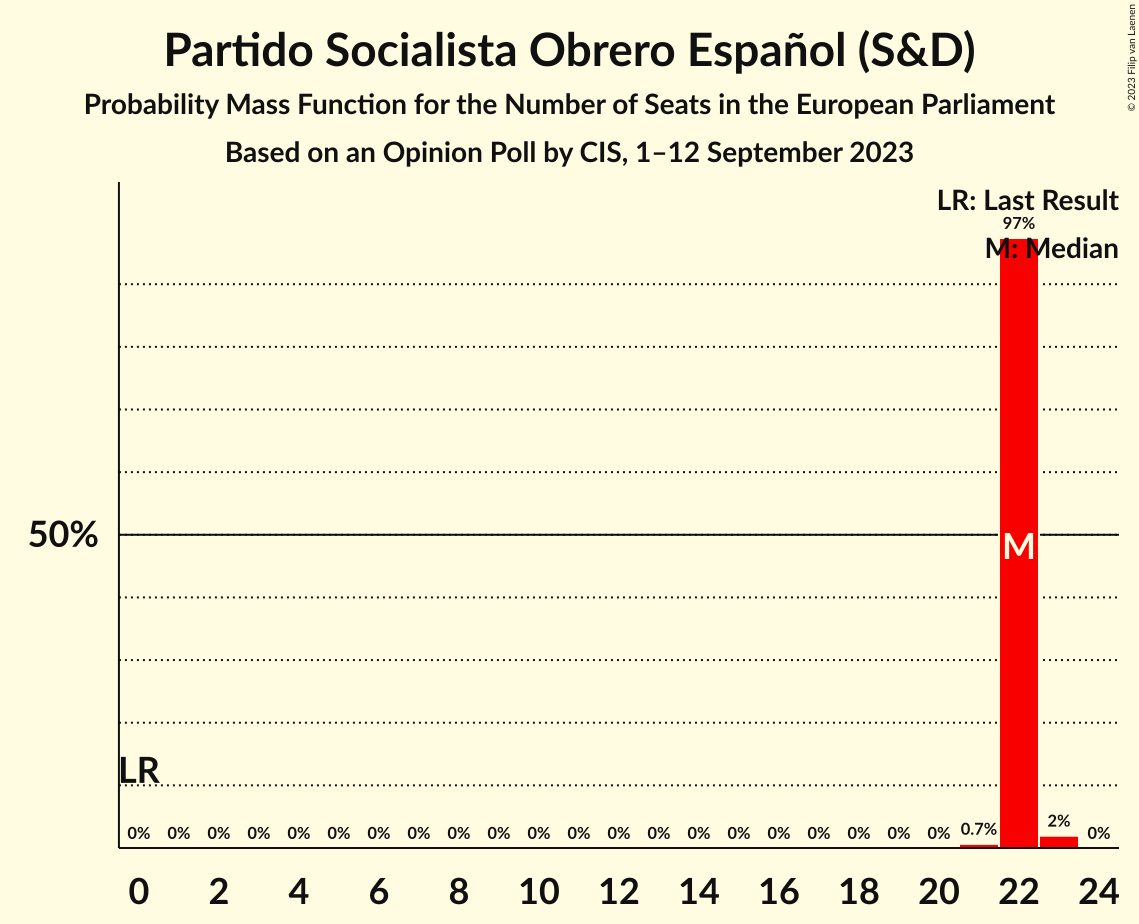 Partido Socialista Obrero Español (S&D)
Probability Mass Function for the Number of Seats in the European Parliament
Based on an Opinion Poll by CIS, 1–12 September 2023
© 2023 Filip van Laenen
LR: Last Result
97%
M: Median
50%
M
LR
0% 0% 0% 0% 0% 0% 0% 0% 0% 0% 0% 0% 0% 0% 0% 0% 0% 0% 0% 0% 0% 0.7% 2% 0%
0 2 4 6 8 10 12 14 16 18 20 22 24